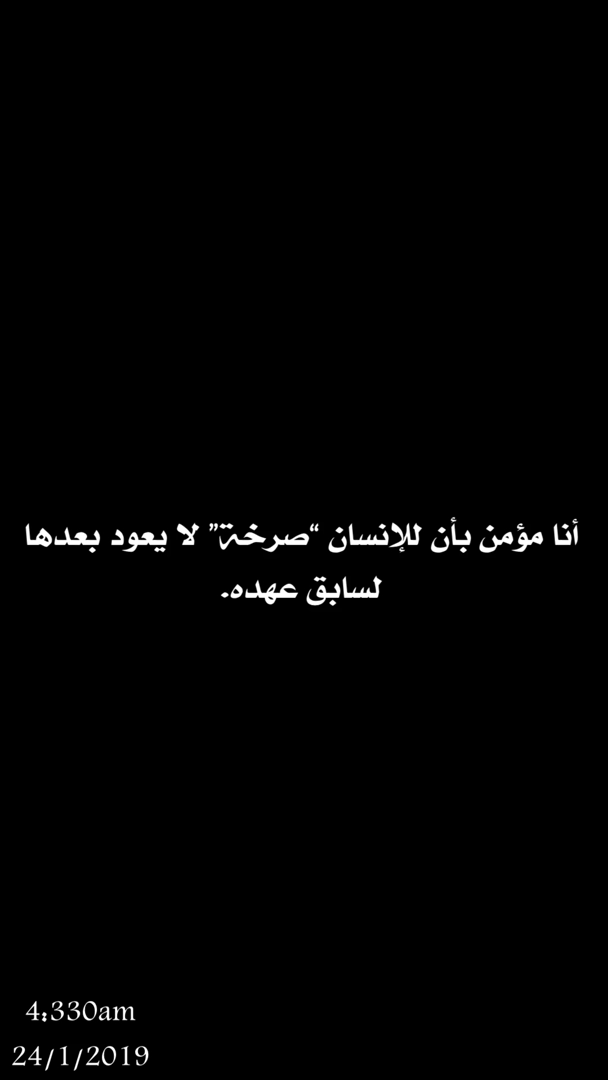 أنا مؤمن بأن للإنسان “صرخة” لا يعود بعدها
لسابق عهده.
4:330am
24/1/2019